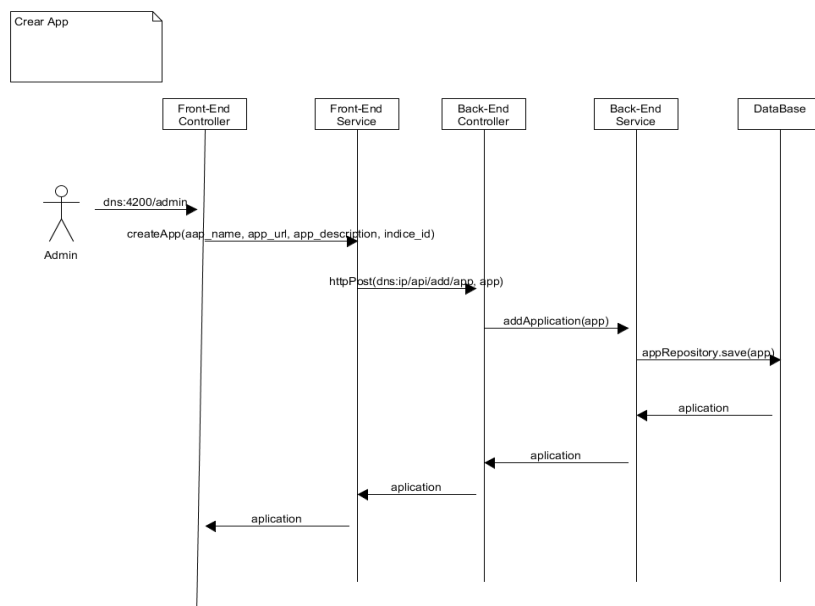 Crear App
Front-End
Controller
Front-End
Service
Back-End
Controller
Back-End
Service
DataBase
dns:4200/admin
Admin
createApp(aap_name, app_url, app_description, indice_id)
httpPost(dns:ip/api/add/app, app)
addApplication(app)
appRepository.save(app)
aplication
aplication
aplication
aplication